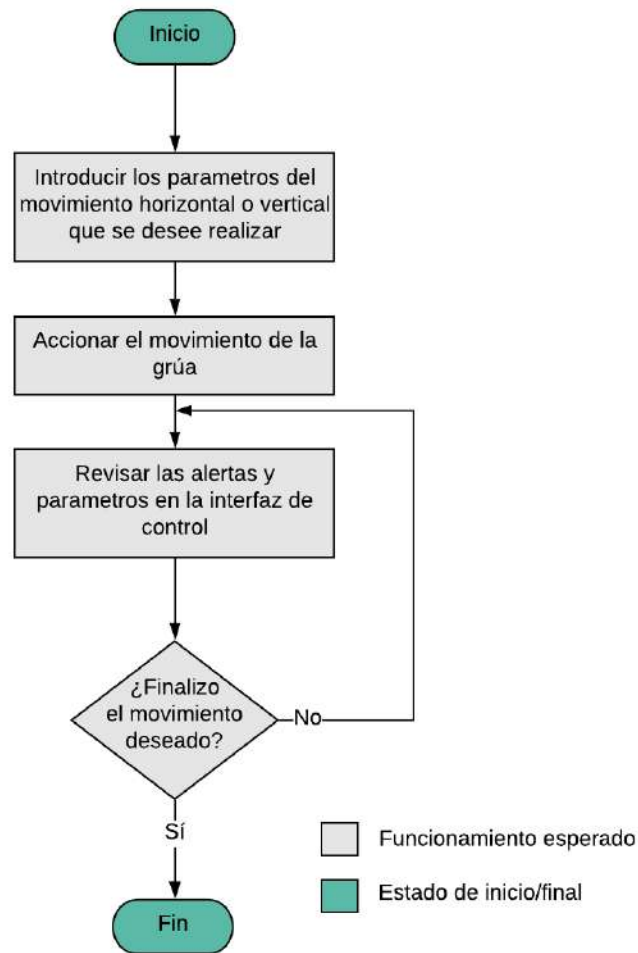 Inicio
Introducir los parametros del
movimiento horizontal o vertical
que se desee realizar
Accionar el movimiento de la
grúa
Revisar las alertas y
parametros en la interfaz de
control
¿Finalizo
el movimiento
deseado?
No
Sí
Fin
Funcionamiento esperado
Estado de inicio/final